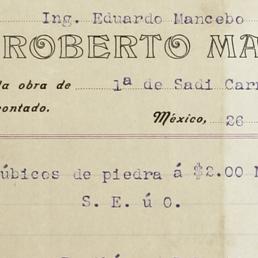 Ing. Eduardo Mancebo
ROBERTO MA
la obra de 1ª de Sadi Carn
contado.
México, 26
úbicos de piedra á $2.00 M
S. E. ú O.